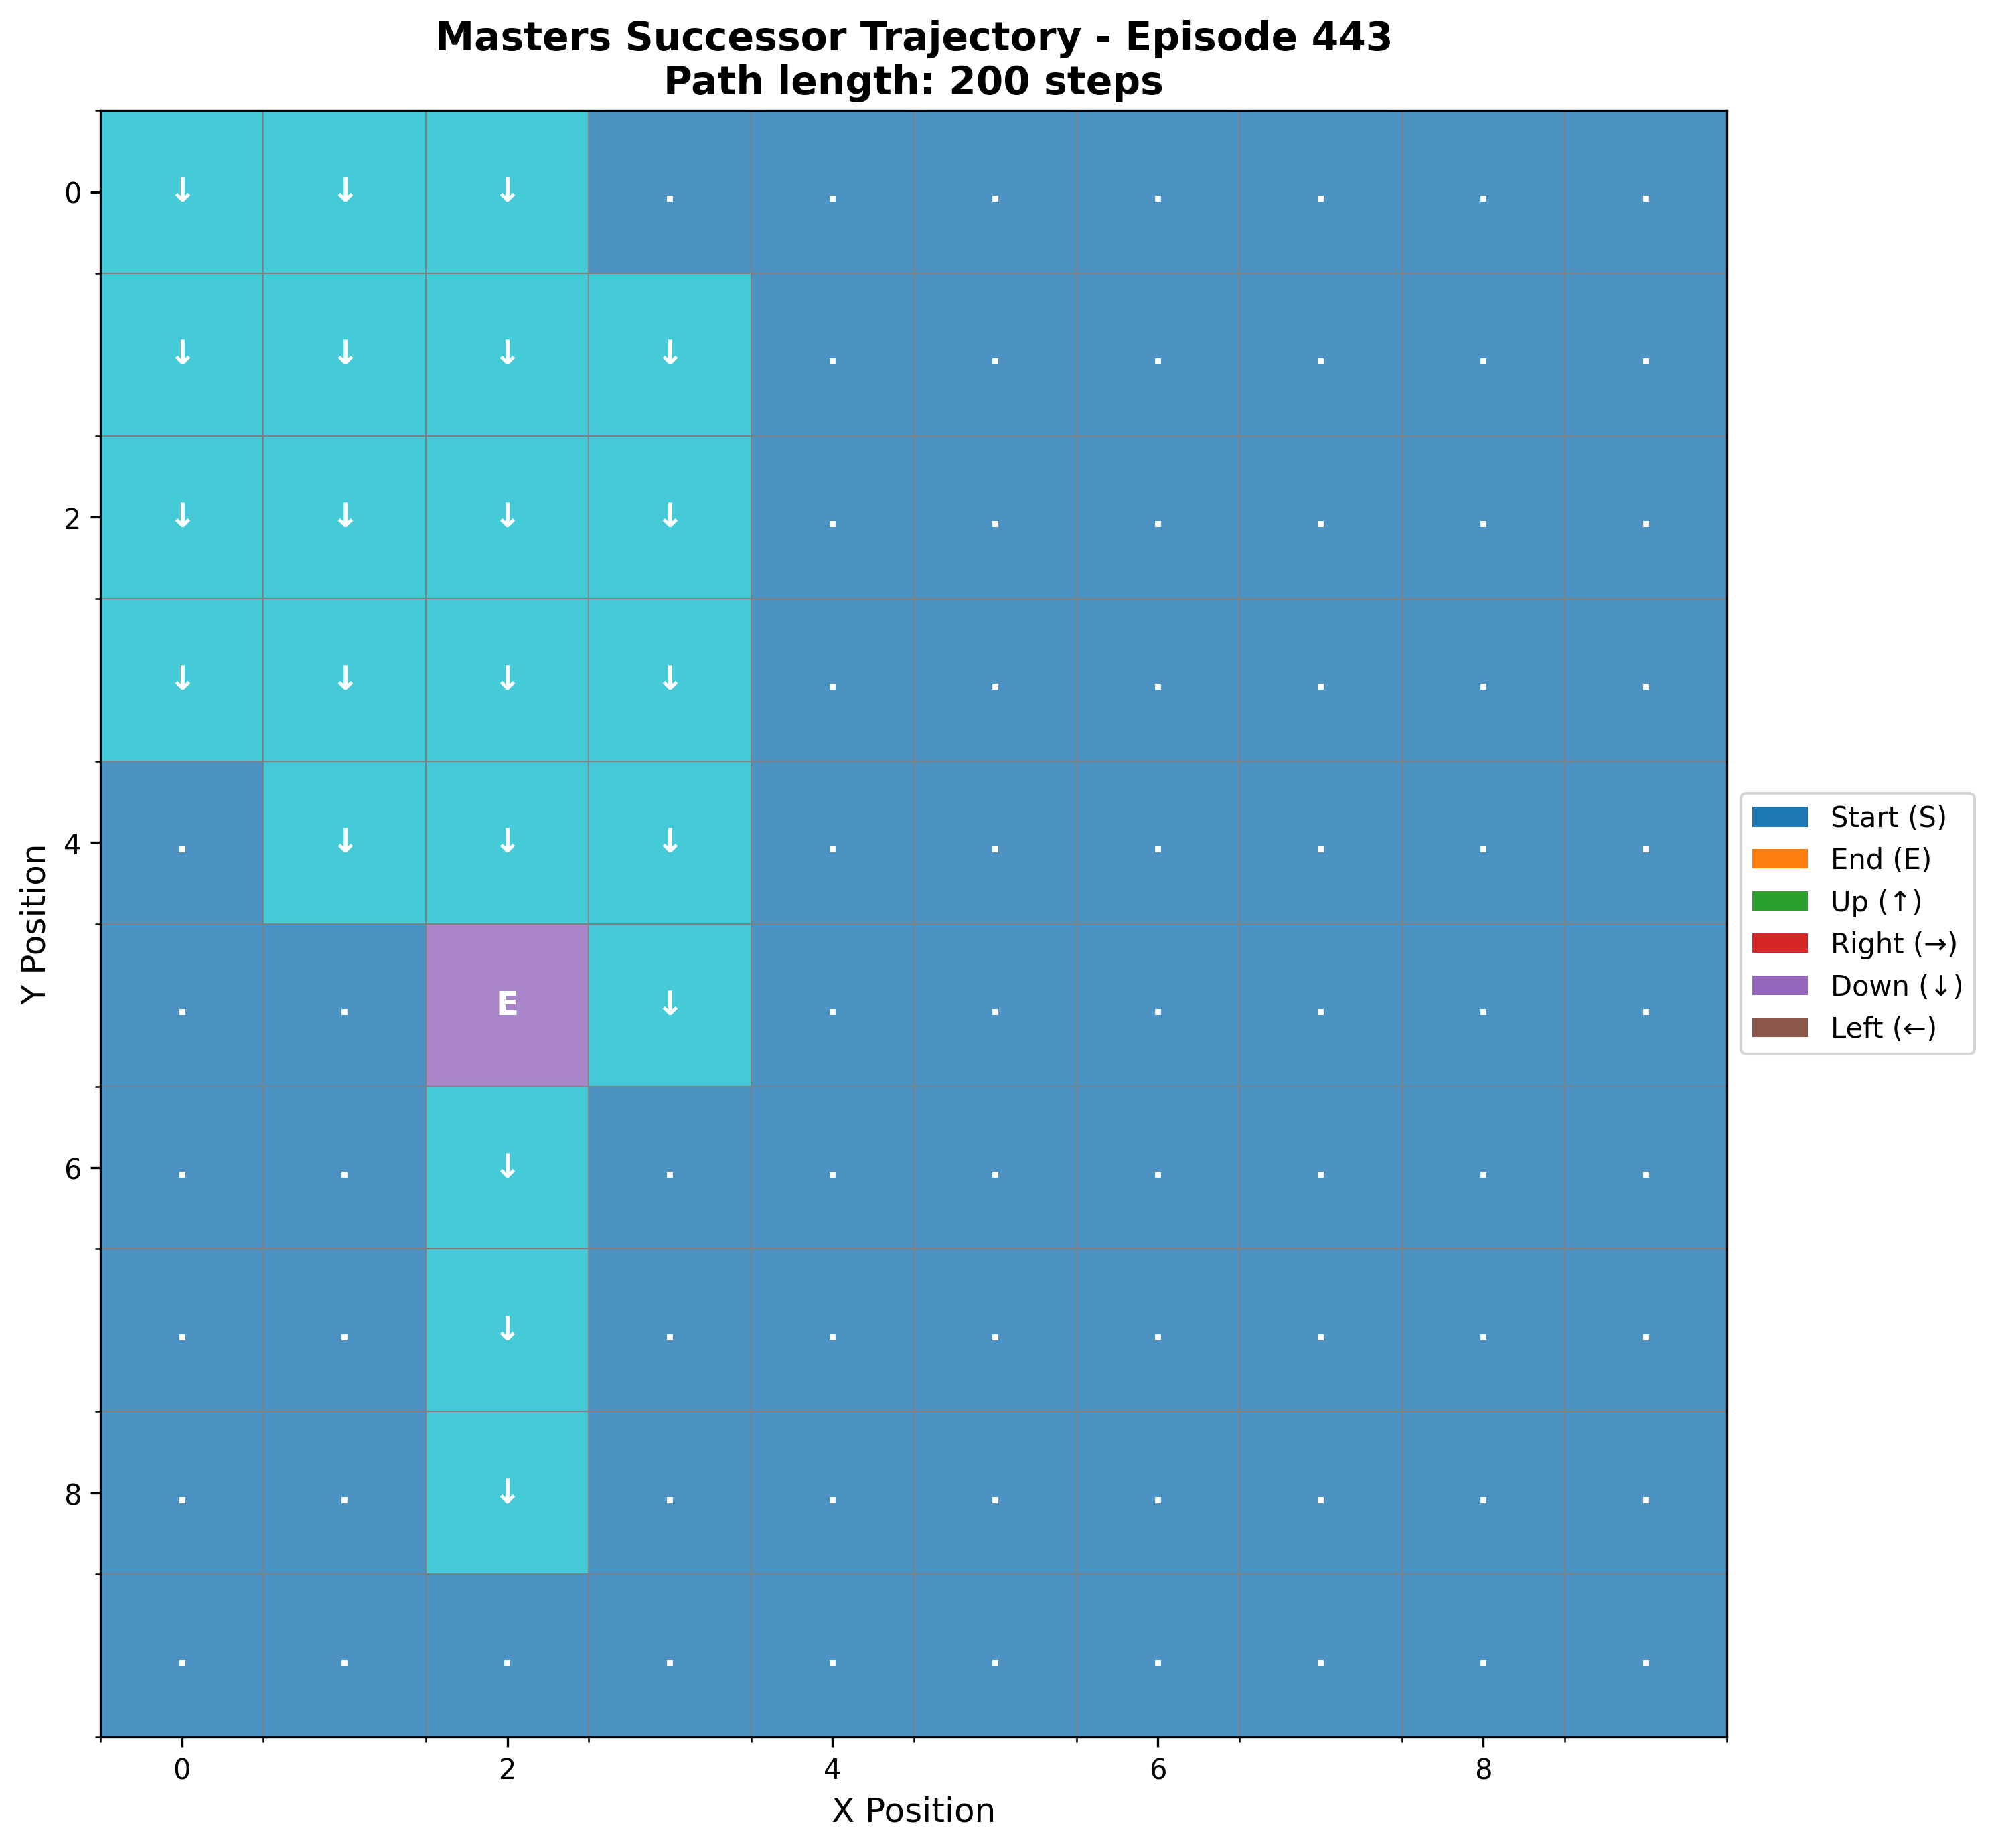 Masters Successor Trajectory - Episode 443
Path length: 200 steps
0 ↓ ↓ ↓ . . . . . . .
↓ ↓ ↓ ↓ . . . . . .
2 ↓ ↓ ↓ ↓ . . . . . .
↓ ↓ ↓ ↓ . . . . . .
4 . ↓ ↓ ↓ . . . . . .
. . E ↓ . . . . . .
6 . . ↓ . . . . . . .
. . ↓ . . . . . . .
8 . . ↓ . . . . . . .
. . . . . . . . . .
0 2 4 6 8
X Position
Y Position
Start (S)
End (E)
Up (↑)
Right (→)
Down (↓)
Left (←)